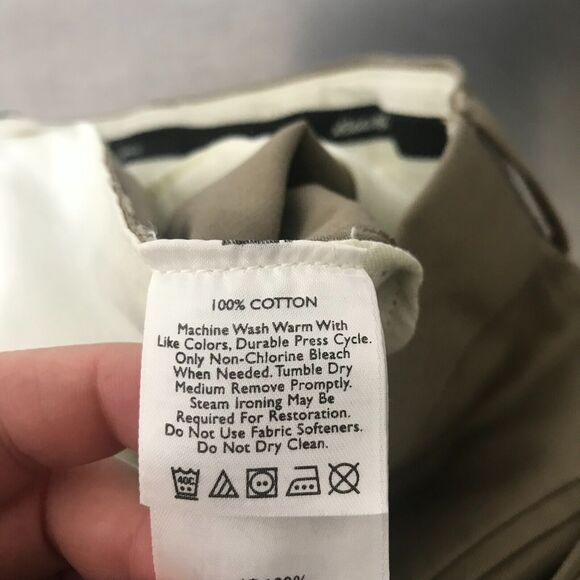 100% COTTON
Machine Wash Warm With
Like Colors, Durable Press Cycle.
Only Non-Chlorine Bleach
When Needed. Tumble Dry
Medium Remove Promptly.
Steam Ironing May Be
Required For Restoration.
Do Not Use Fabric Softeners.
Do Not Dry Clean.
40C